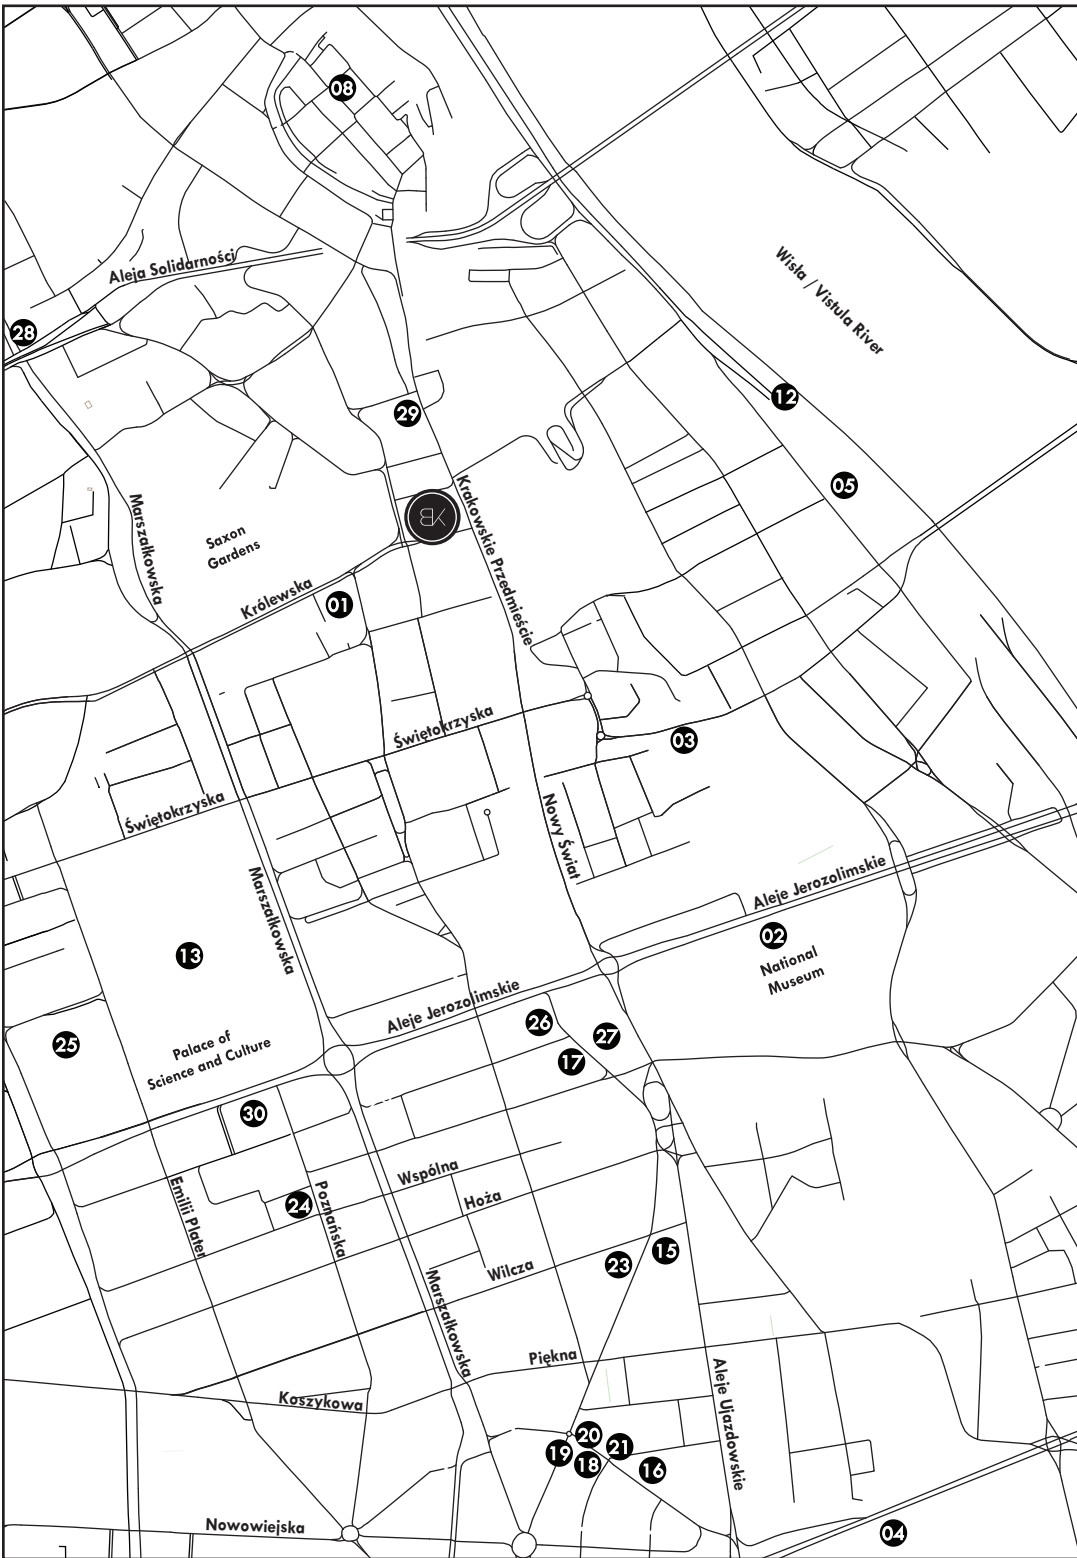 08
Aleja Solidarności
Wisła / Vistula River
28
12
29
05
Krakowskie Przedmieście
Marszałkowska
Saxon
Gardens
Królewska
01
Świętokrzyska
03
Świętokrzyska
Nowy Świat
Marszałkowska
Aleje Jerozolimskie
02
National
Museum
13
Aleje Jerozolimskie
26
27
25
Palace of
Science and Culture
17
30
Wspólna
Emilii Plater
24
Poznańska
Hoża
15
23
Wilcza
Marszałkowska
Piękna
Aleje Ujazdowskie
Koszykowa
20
21
19
18
16
Nowowiejska
04